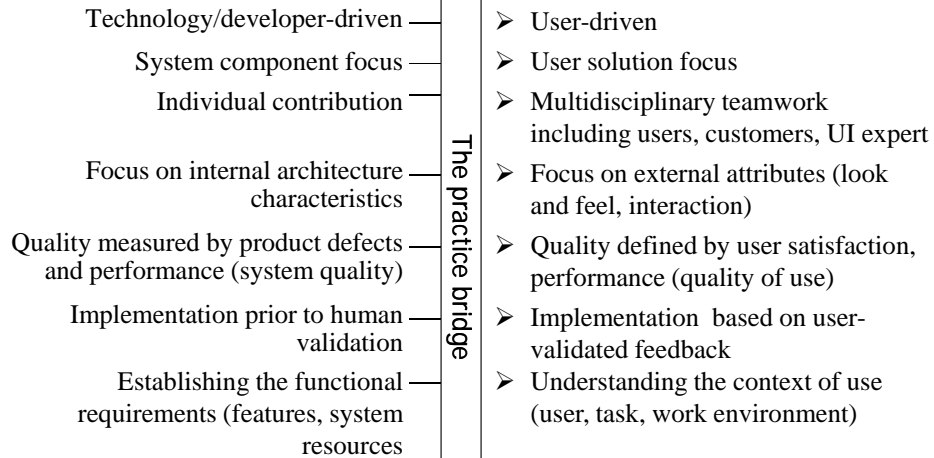 Technology/developer-driven
System component focus
Individual contribution
Focus on internal architecture
characteristics
Quality measured by product defects
and performance (system quality)
Implementation prior to human
validation
Establishing the functional
requirements (features, system
resources
The practice bridge
➢ User-driven
➢ User solution focus
➢ Multidisciplinary teamwork
including users, customers, UI expert
➢ Focus on external attributes (look
and feel, interaction)
➢ Quality defined by user satisfaction,
performance (quality of use)
➢ Implementation based on user-
validated feedback
➢ Understanding the context of use
(user, task, work environment)